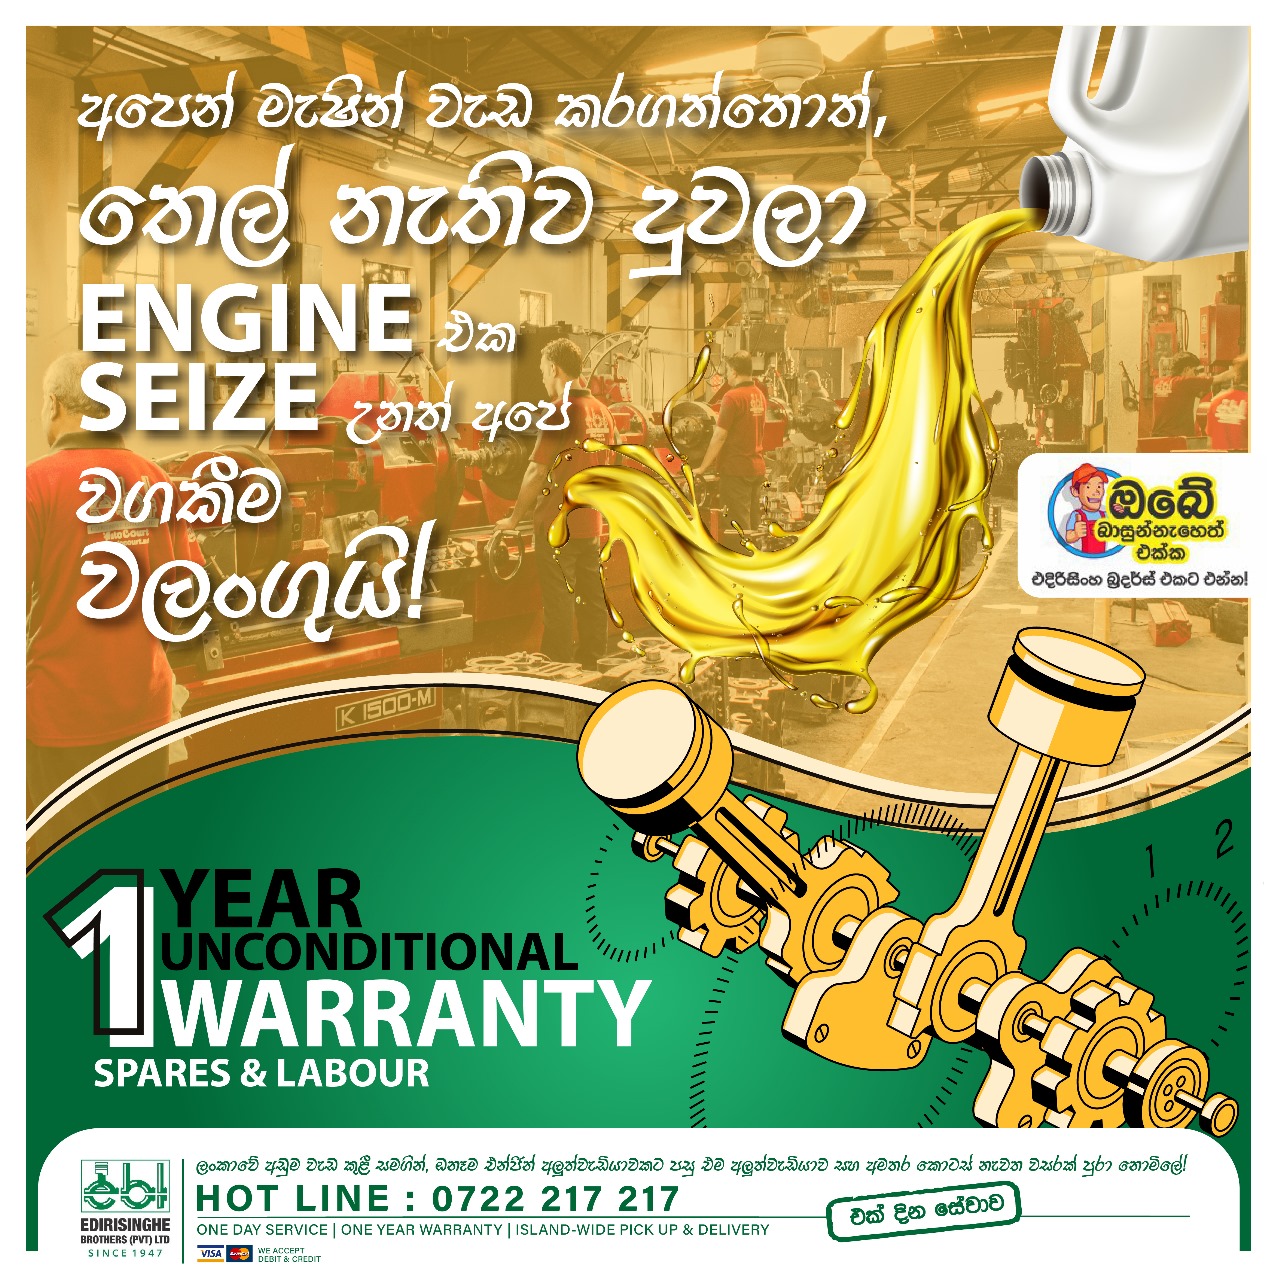 අපෙන් මැෂින් වැඩ කරගත්තොත්,
තෙල් නැතිව දුවලා
ENGINE එක
SEIZE උනත් අපේ
වගකීම
වලංගුයි!
ඔබේ
බාසුන්නැහෙත්
එක්ක
එදිරිසිංහ බ්‍රදර්ස් එකට එන්න!
K 1500-M
1 2
1 YEAR
UNCONDITIONAL
WARRANTY
SPARES & LABOUR
ලංකාවේ අඩුම වැඩ කුලී සමගින්, ඔනෑම එන්ජින් අලුත්වැඩියාවකට පසු එම අලුත්වැඩියාව සහ අමතර කොටස් නැවත වසරක් පුරා නොමිලේ!
HOT LINE : 0722 217 217
එක් දින සේවාව
ONE DAY SERVICE | ONE YEAR WARRANTY | ISLAND-WIDE PICK UP & DELIVERY
VISA
WE ACCEPT
DEBIT & CREDIT
ebl
EDIRISINGHE
BROTHERS (PVT) LTD
SINCE 1947